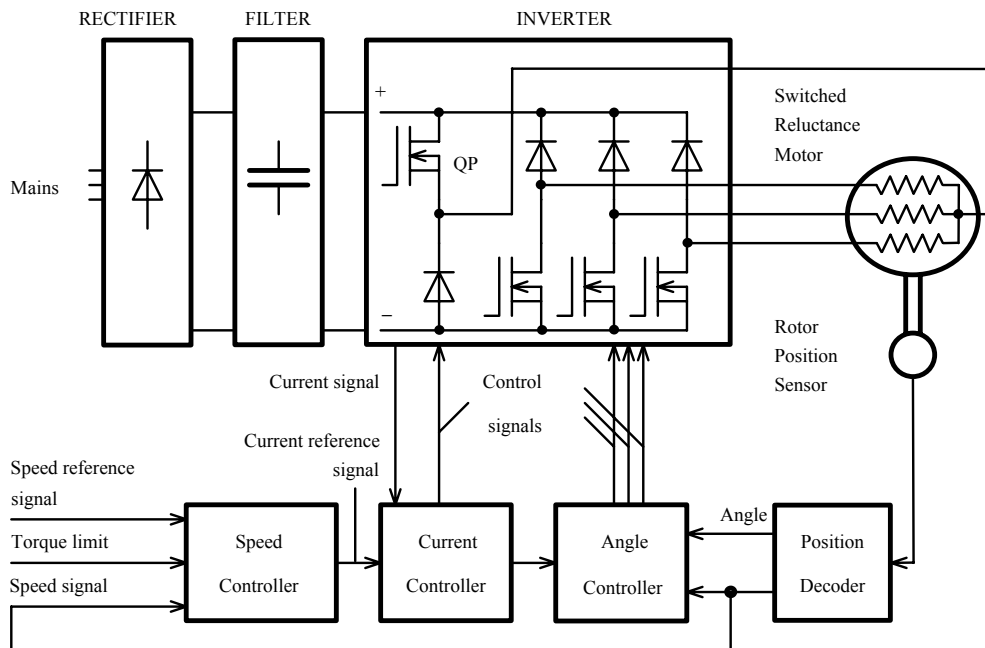 RECTIFIER
FILTER
INVERTER
+
QP
−
Mains
Switched
Reluctance
Motor
Rotor
Position
Sensor
Current signal
Control
signals
Current reference
signal
Speed reference
signal
Torque limit
Speed signal
Speed
Controller
Current
Controller
Angle
Controller
Angle
Position
Decoder